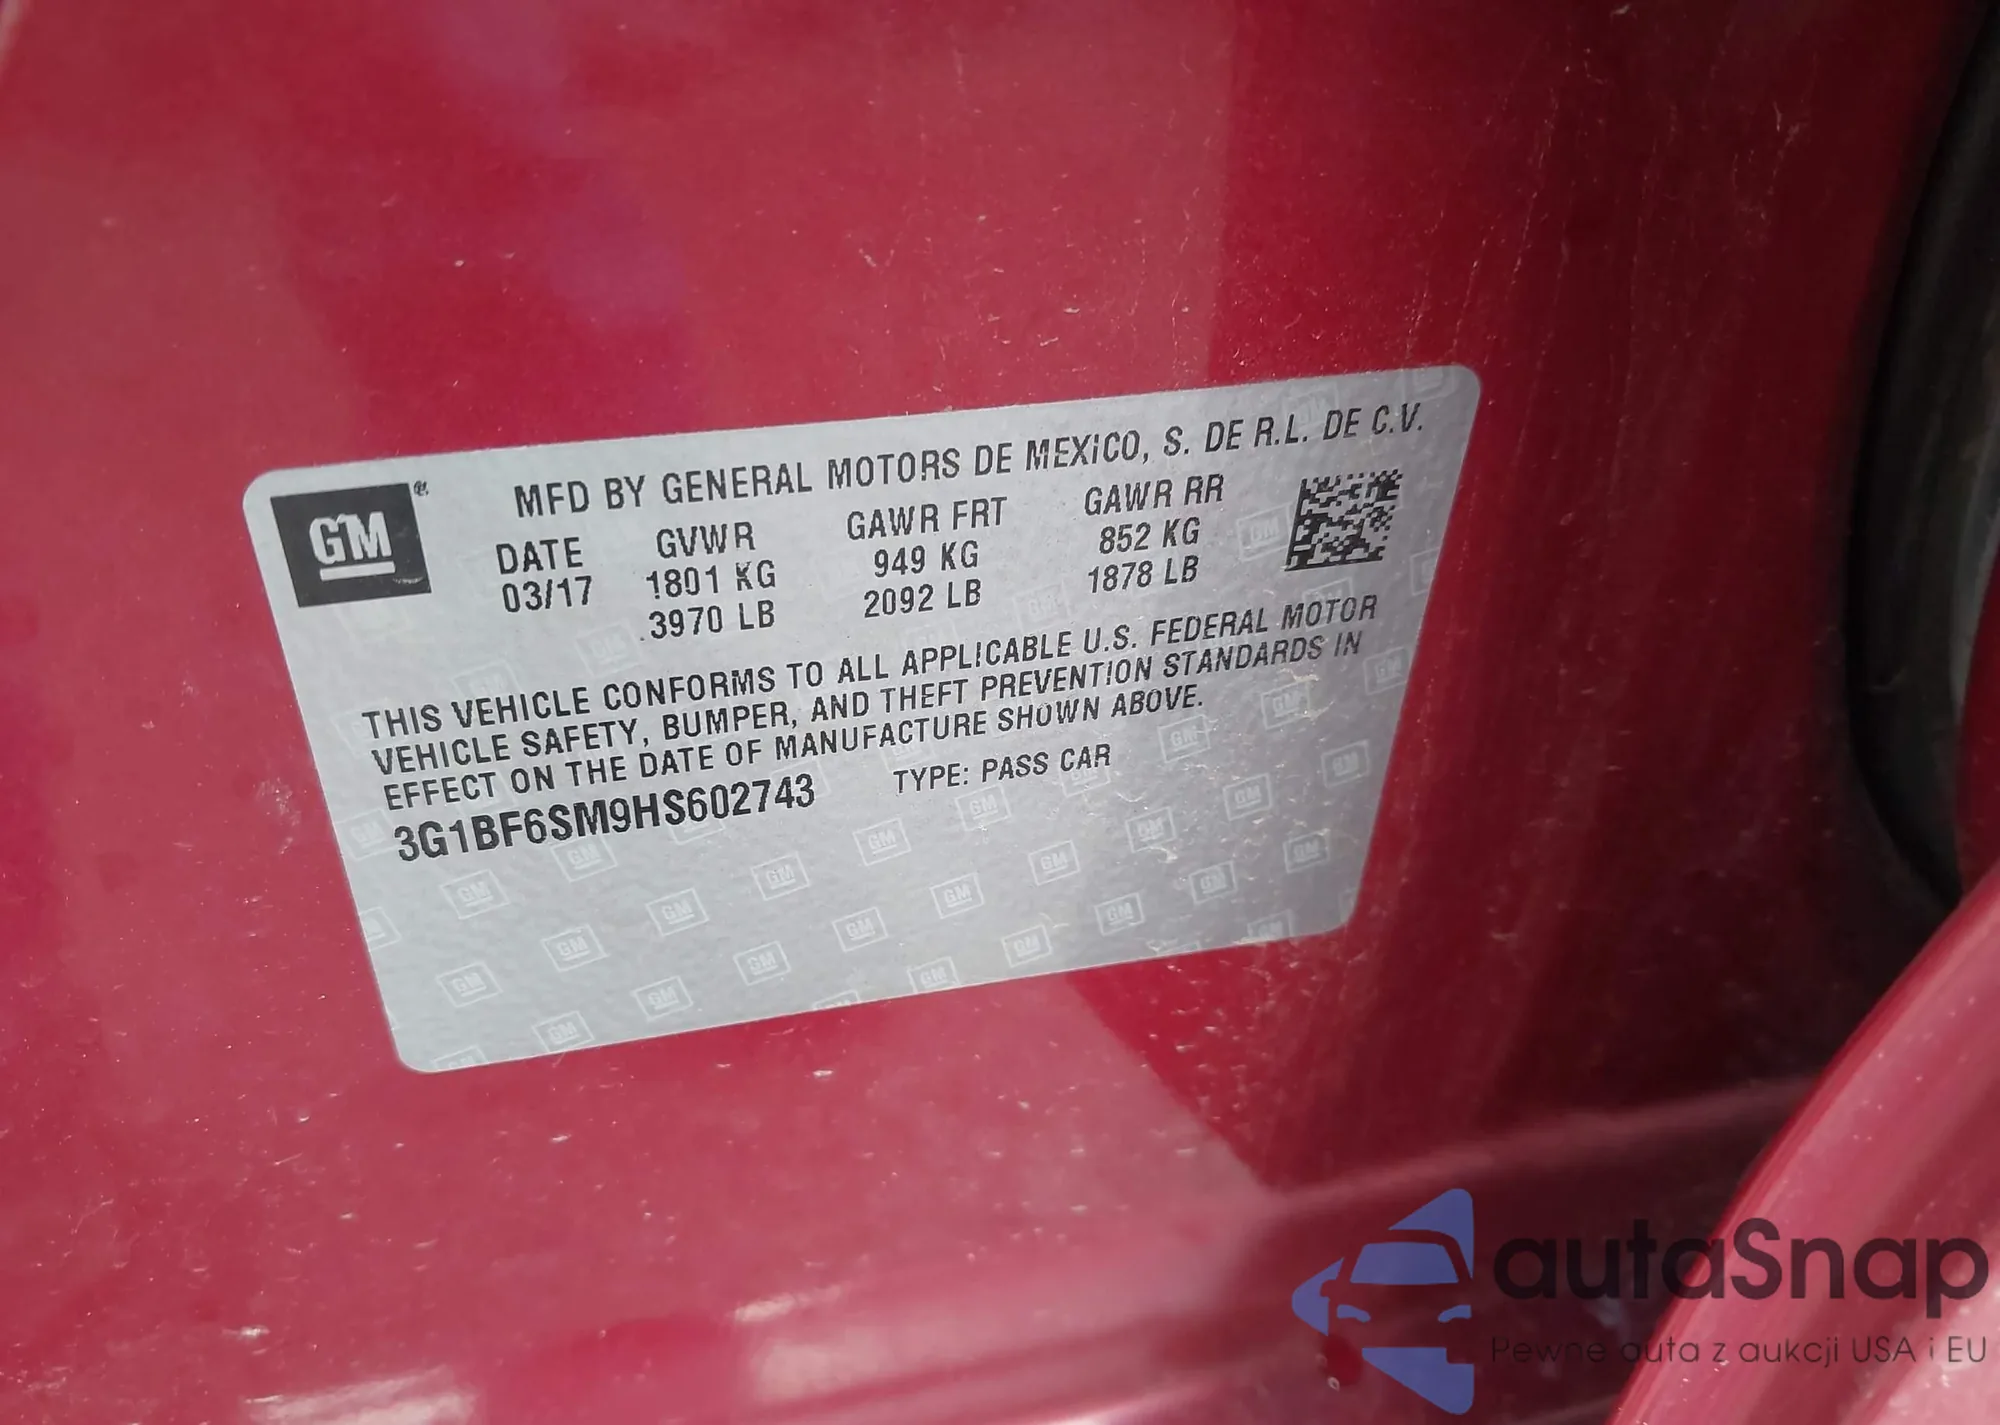 GM®
MFD BY GENERAL MOTORS DE MEXICO, S. DE R.L. DE C.V.
DATE GVWR GAWR FRT GAWR RR
03/17 1801 KG 949 KG 852 KG
3970 LB 2092 LB 1878 LB
THIS VEHICLE CONFORMS TO ALL APPLICABLE U.S. FEDERAL MOTOR
VEHICLE SAFETY, BUMPER, AND THEFT PREVENTION STANDARDS IN
EFFECT ON THE DATE OF MANUFACTURE SHOWN ABOVE.
3G1BF6SM9HS602743 TYPE: PASS CAR
autaSnap
Pewne auta z aukcji USA i EU